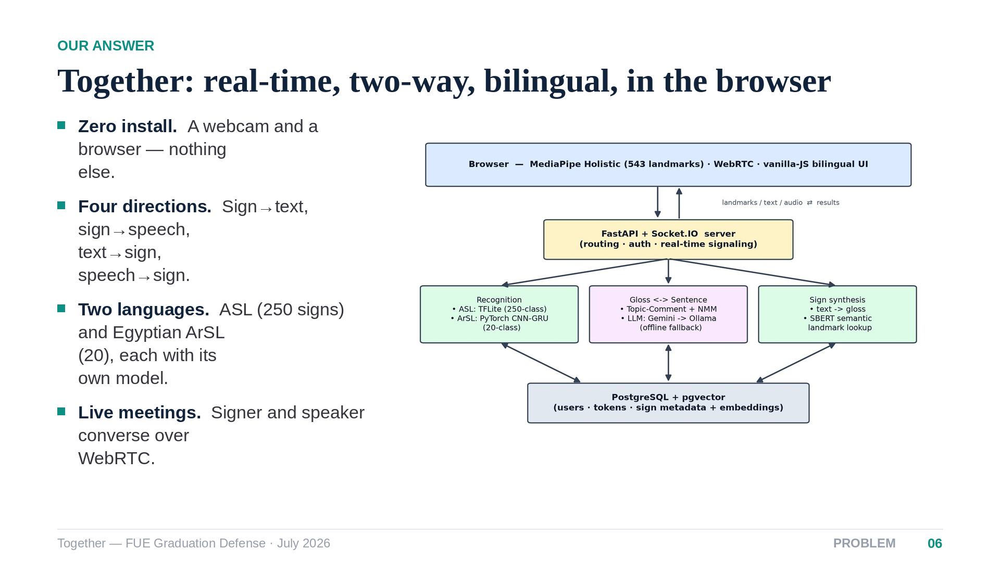 OUR ANSWER
Together: real-time, two-way, bilingual, in the browser
Zero install. A webcam and a
browser — nothing
else.
Four directions. Sign→text,
sign→speech,
text→sign,
speech→sign.
Two languages. ASL (250 signs)
and Egyptian ArSL
(20), each with its
own model.
Live meetings. Signer and speaker
converse over
WebRTC.
Browser — MediaPipe Holistic (543 landmarks) · WebRTC · vanilla-JS bilingual UI
landmarks / text / audio ⇄ results
FastAPI + Socket.IO server
(routing · auth · real-time signaling)
Recognition
• ASL: TFLite (250-class)
• ArSL: PyTorch CNN-GRU
(20-class)
Gloss <-> Sentence
• Topic-Comment + NMM
• LLM: Gemini -> Ollama
(offline fallback)
Sign synthesis
• text -> gloss
• SBERT semantic
landmark lookup
PostgreSQL + pgvector
(users · tokens · sign metadata + embeddings)
Together — FUE Graduation Defense · July 2026
PROBLEM
06